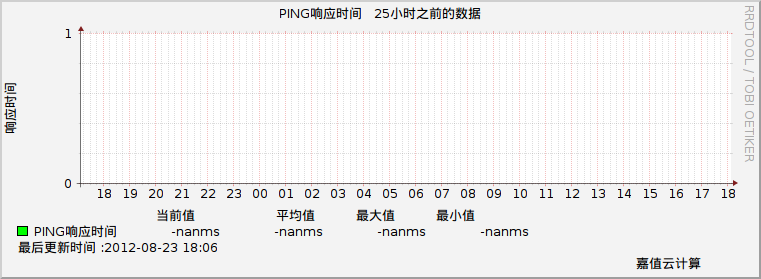 PING响应时间 25小时之前的数据
RRDTOOL / TOBI OETIKER
响应时间
1
0
18 19 20 21 22 23 00 01 02 03 04 05 06 07 08 09 10 11 12 13 14 15 16 17 18
当前值 平均值 最大值 最小值
PING响应时间 -nanms -nanms -nanms -nanms
最后更新时间 :2012-08-23 18:06
嘉值云计算